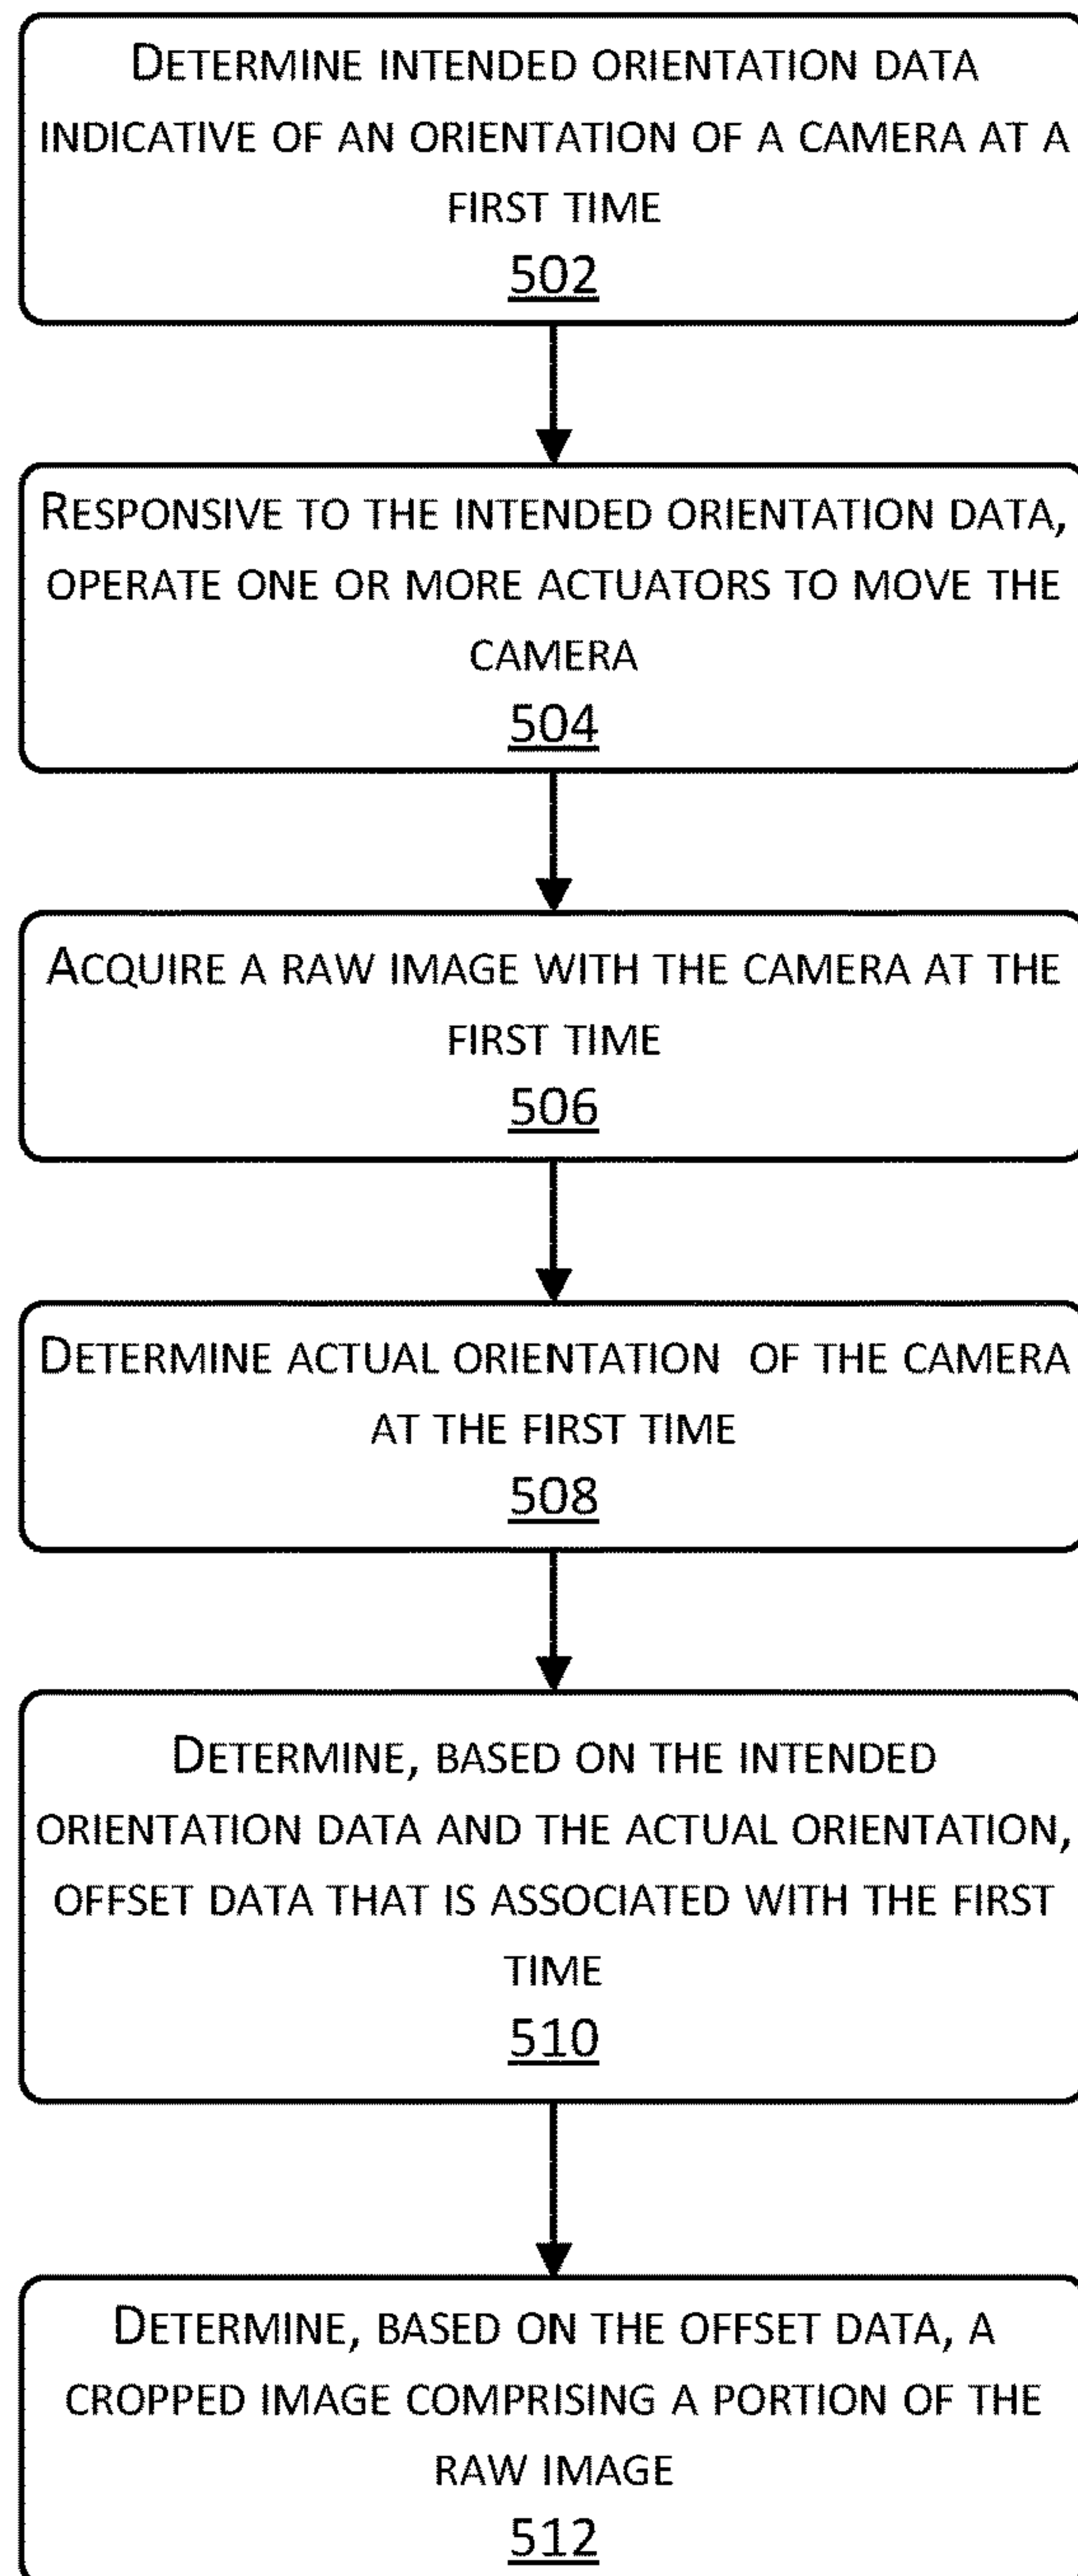 DETERMINE INTENDED ORIENTATION DATA
INDICATIVE OF AN ORIENTATION OF A CAMERA AT A
FIRST TIME
502
RESPONSIVE TO THE INTENDED ORIENTATION DATA,
OPERATE ONE OR MORE ACTUATORS TO MOVE THE
CAMERA
504
ACQUIRE A RAW IMAGE WITH THE CAMERA AT THE
FIRST TIME
506
DETERMINE ACTUAL ORIENTATION OF THE CAMERA
AT THE FIRST TIME
508
DETERMINE, BASED ON THE INTENDED
ORIENTATION DATA AND THE ACTUAL ORIENTATION,
OFFSET DATA THAT IS ASSOCIATED WITH THE FIRST
TIME
510
DETERMINE, BASED ON THE OFFSET DATA, A
CROPPED IMAGE COMPRISING A PORTION OF THE
RAW IMAGE
512